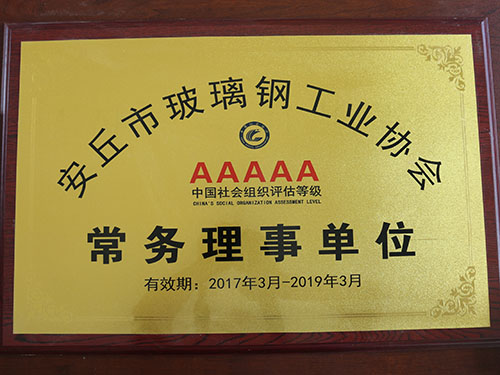 安丘市玻璃钢工业协会
AAAAA
中国社会组织评估等级
CHINA'S SOCIAL ORGANIZATION ASSESSMENT LEVEL
常务理事单位
有效期：2017年3月-2019年3月